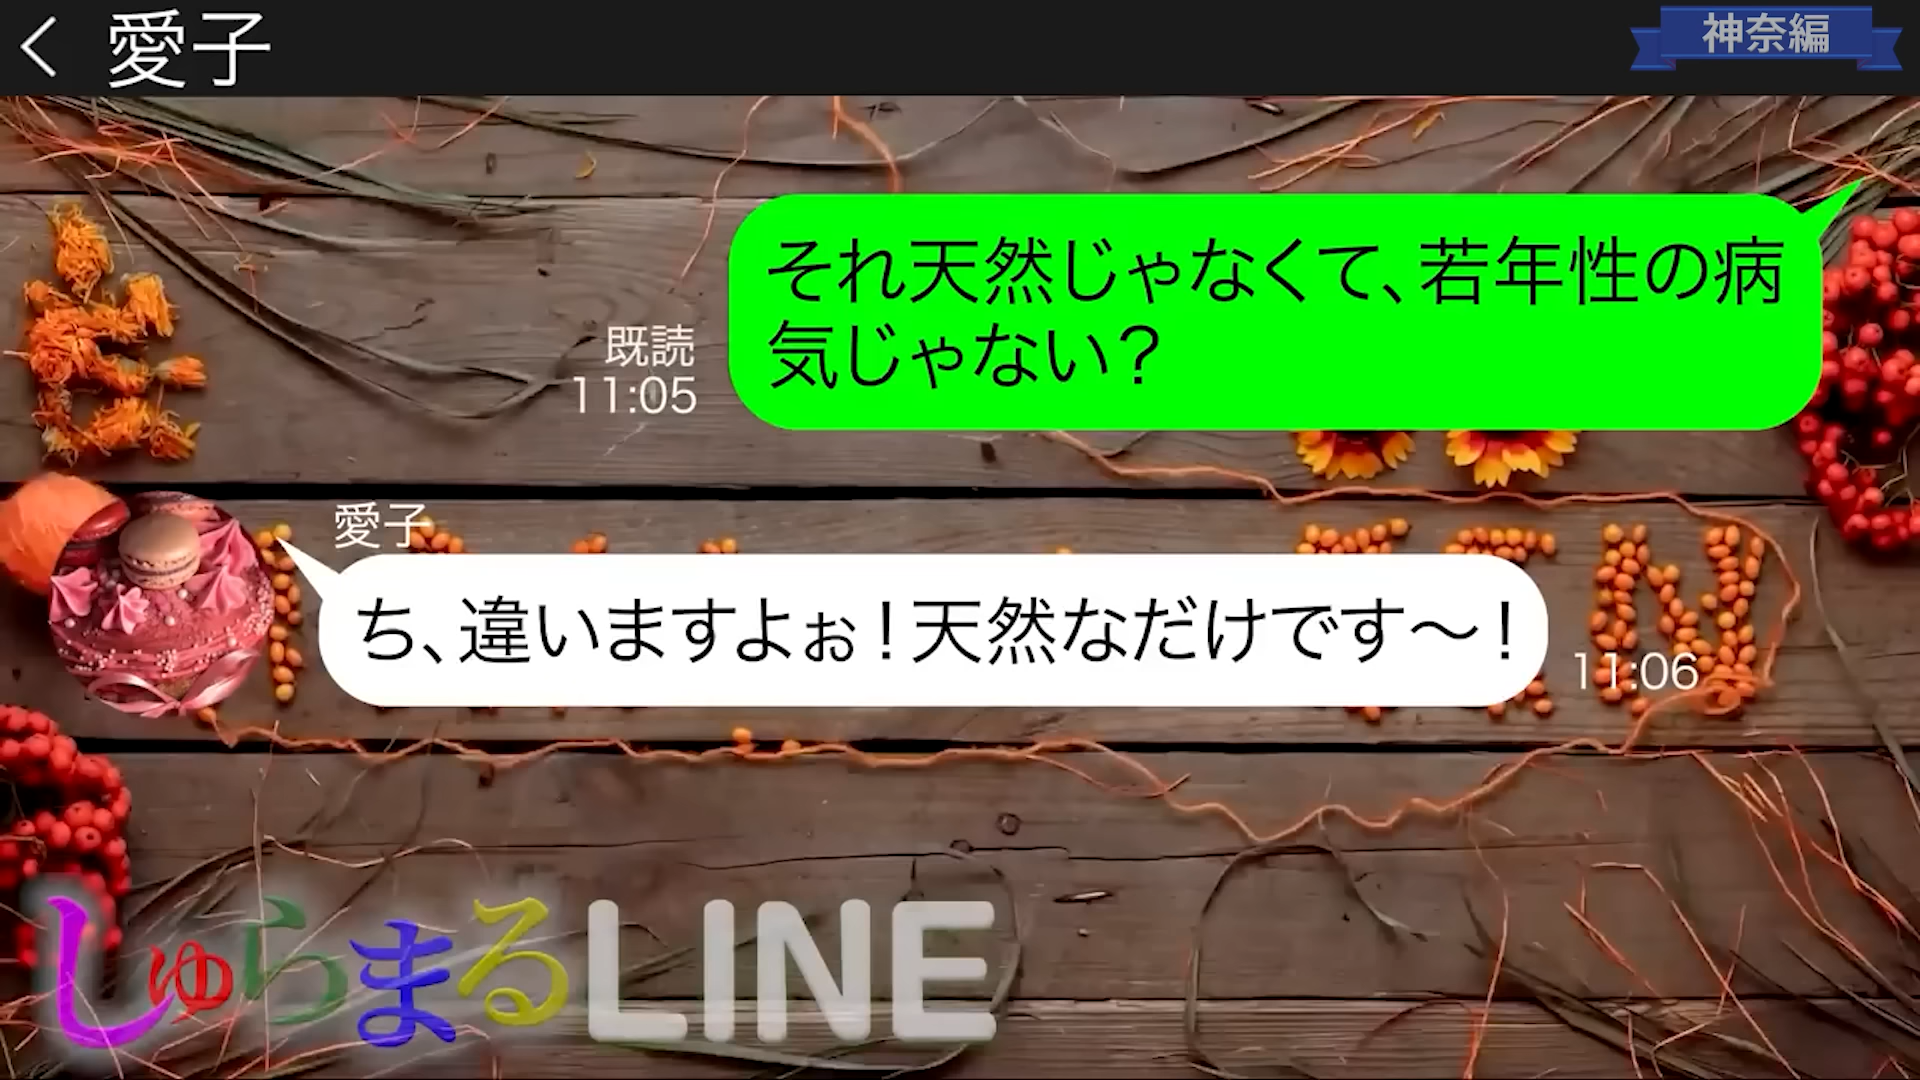 愛子
神奈編
それ天然じゃなくて、若年性の病
気じゃない？
既読
11:05
愛子
ち、違いますよぉ！天然なだけです～！
11:06
しゅらまるLINE